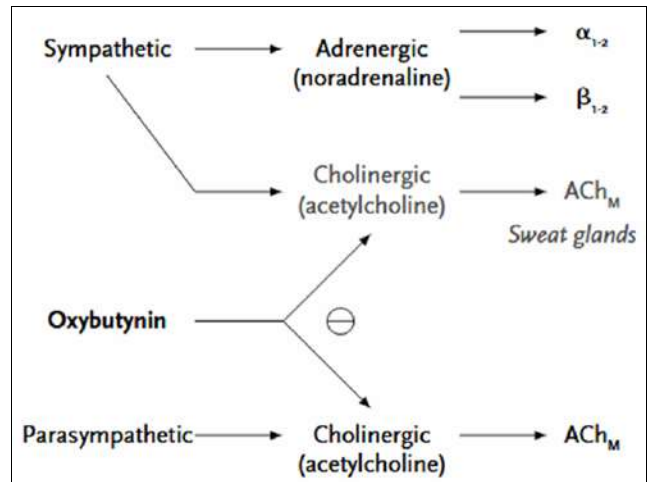 Sympathetic
Adrenergic
(noradrenaline)
α₁₋₂
β₁₋₂
Cholinergic
(acetylcholine)
AChM
Sweat glands
Oxybutynin
Parasympathetic
Cholinergic
(acetylcholine)
AChM